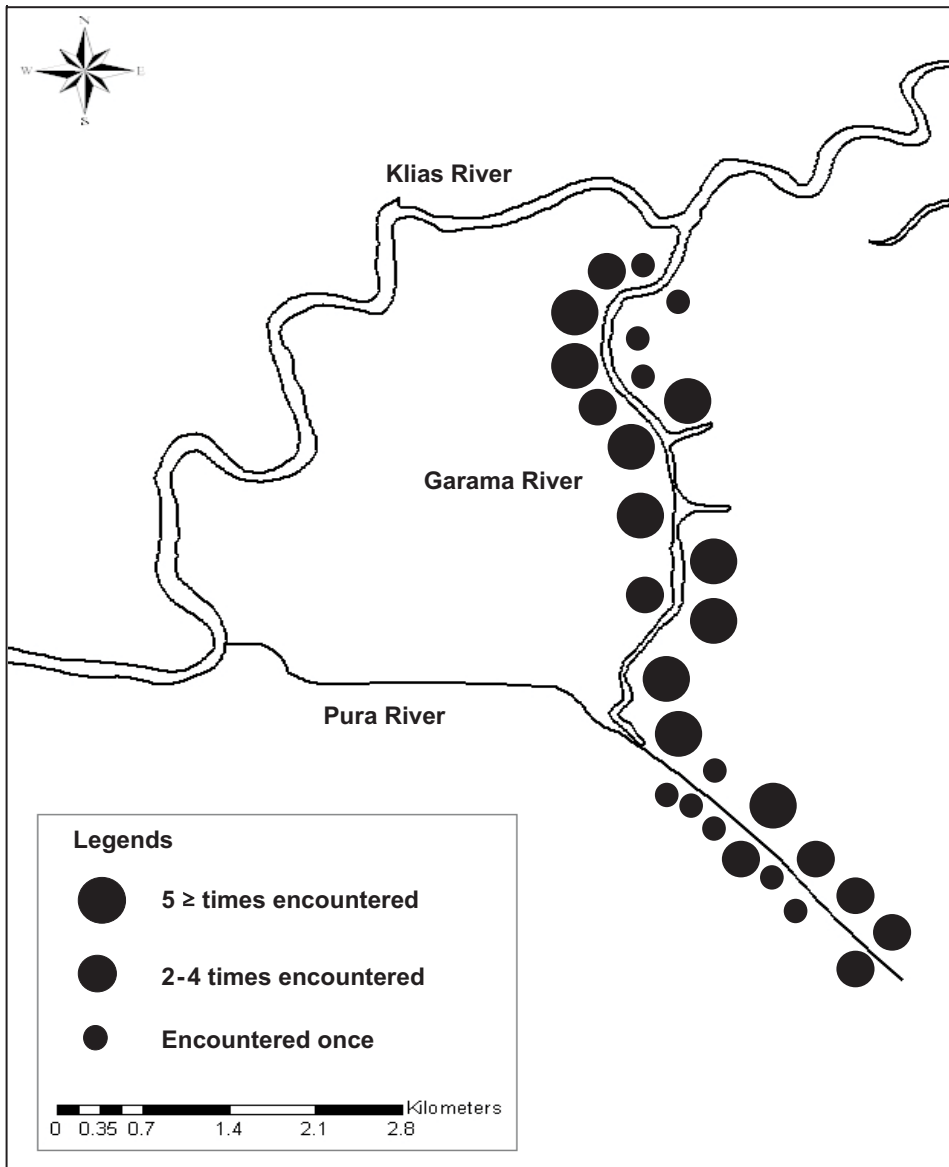 N
W E
S
Klias River
Garama River
Pura River
Legends
5 ≥ times encountered
2-4 times encountered
Encountered once
Kilometers
0 0.35 0.7 1.4 2.1 2.8